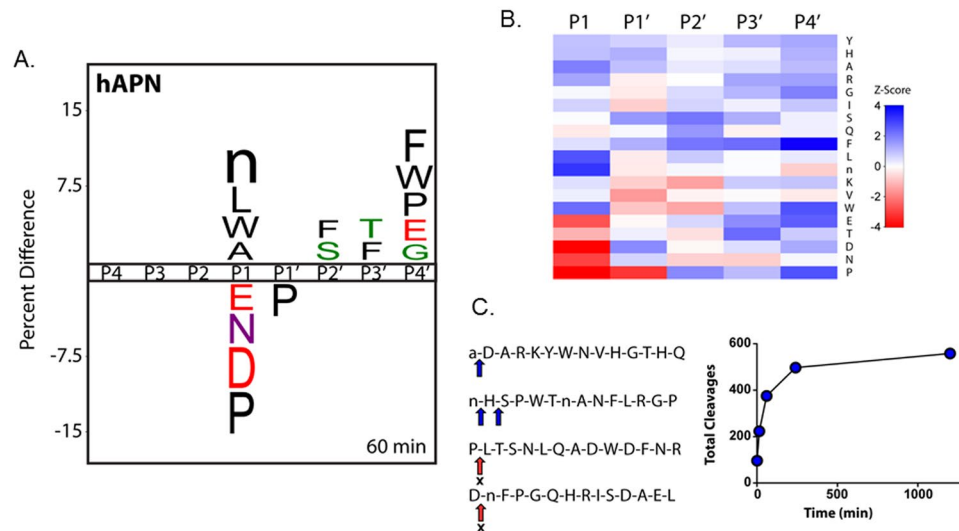 A.
hAPN
Percent Difference
15
7.5
-7.5
-15
n
L
W
A
F
S
T
F
F
W
P
E
G
P4 P3 P2 P1 P1' P2' P3' P4'
E
N
D
P
P
60 min
B.
P1 P1’ P2’ P3’ P4’
Y
H
A
R
G
I
S
Q
F
L
n
K
V
W
E
T
D
N
P
Z-Score
4
2
0
-2
-4
C.
a-D-A-R-K-Y-W-N-V-H-G-T-H-Q
n-H-S-P-W-T-n-A-N-F-L-R-G-P
P-L-T-S-N-L-Q-A-D-W-D-F-N-R
x
D-n-F-P-G-Q-H-R-I-S-D-A-E-L
x
Total Cleavages
600
400
200
0
0 500 1000
Time (min)